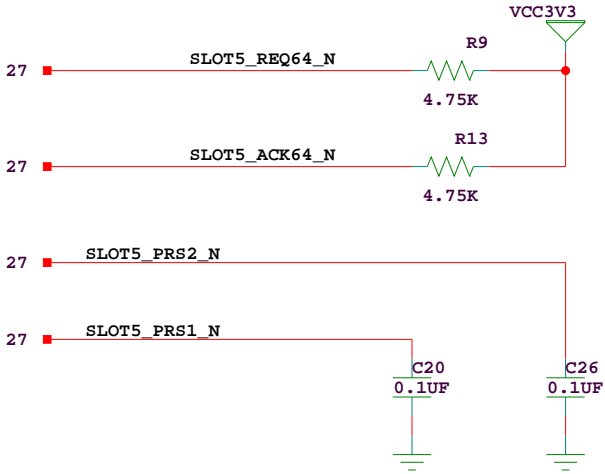 VCC3V3
R9
27 SLOT5_REQ64_N
4.75K
R13
27 SLOT5_ACK64_N
4.75K
27 SLOT5_PRS2_N
27 SLOT5_PRS1_N
C20 C26
0.1UF 0.1UF